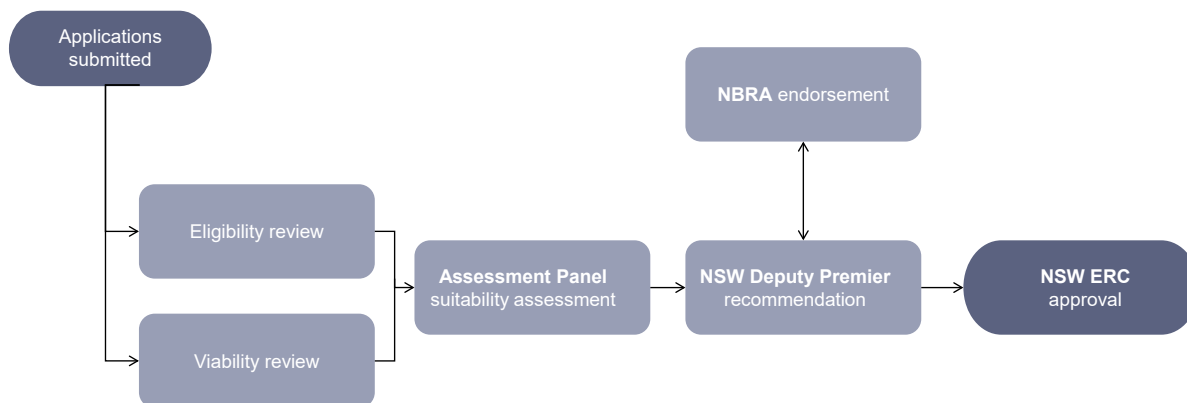 Applications
submitted
NBRA endorsement
Eligibility review
Assessment Panel
suitability assessment
NSW Deputy Premier
recommendation
NSW ERC
approval
Viability review